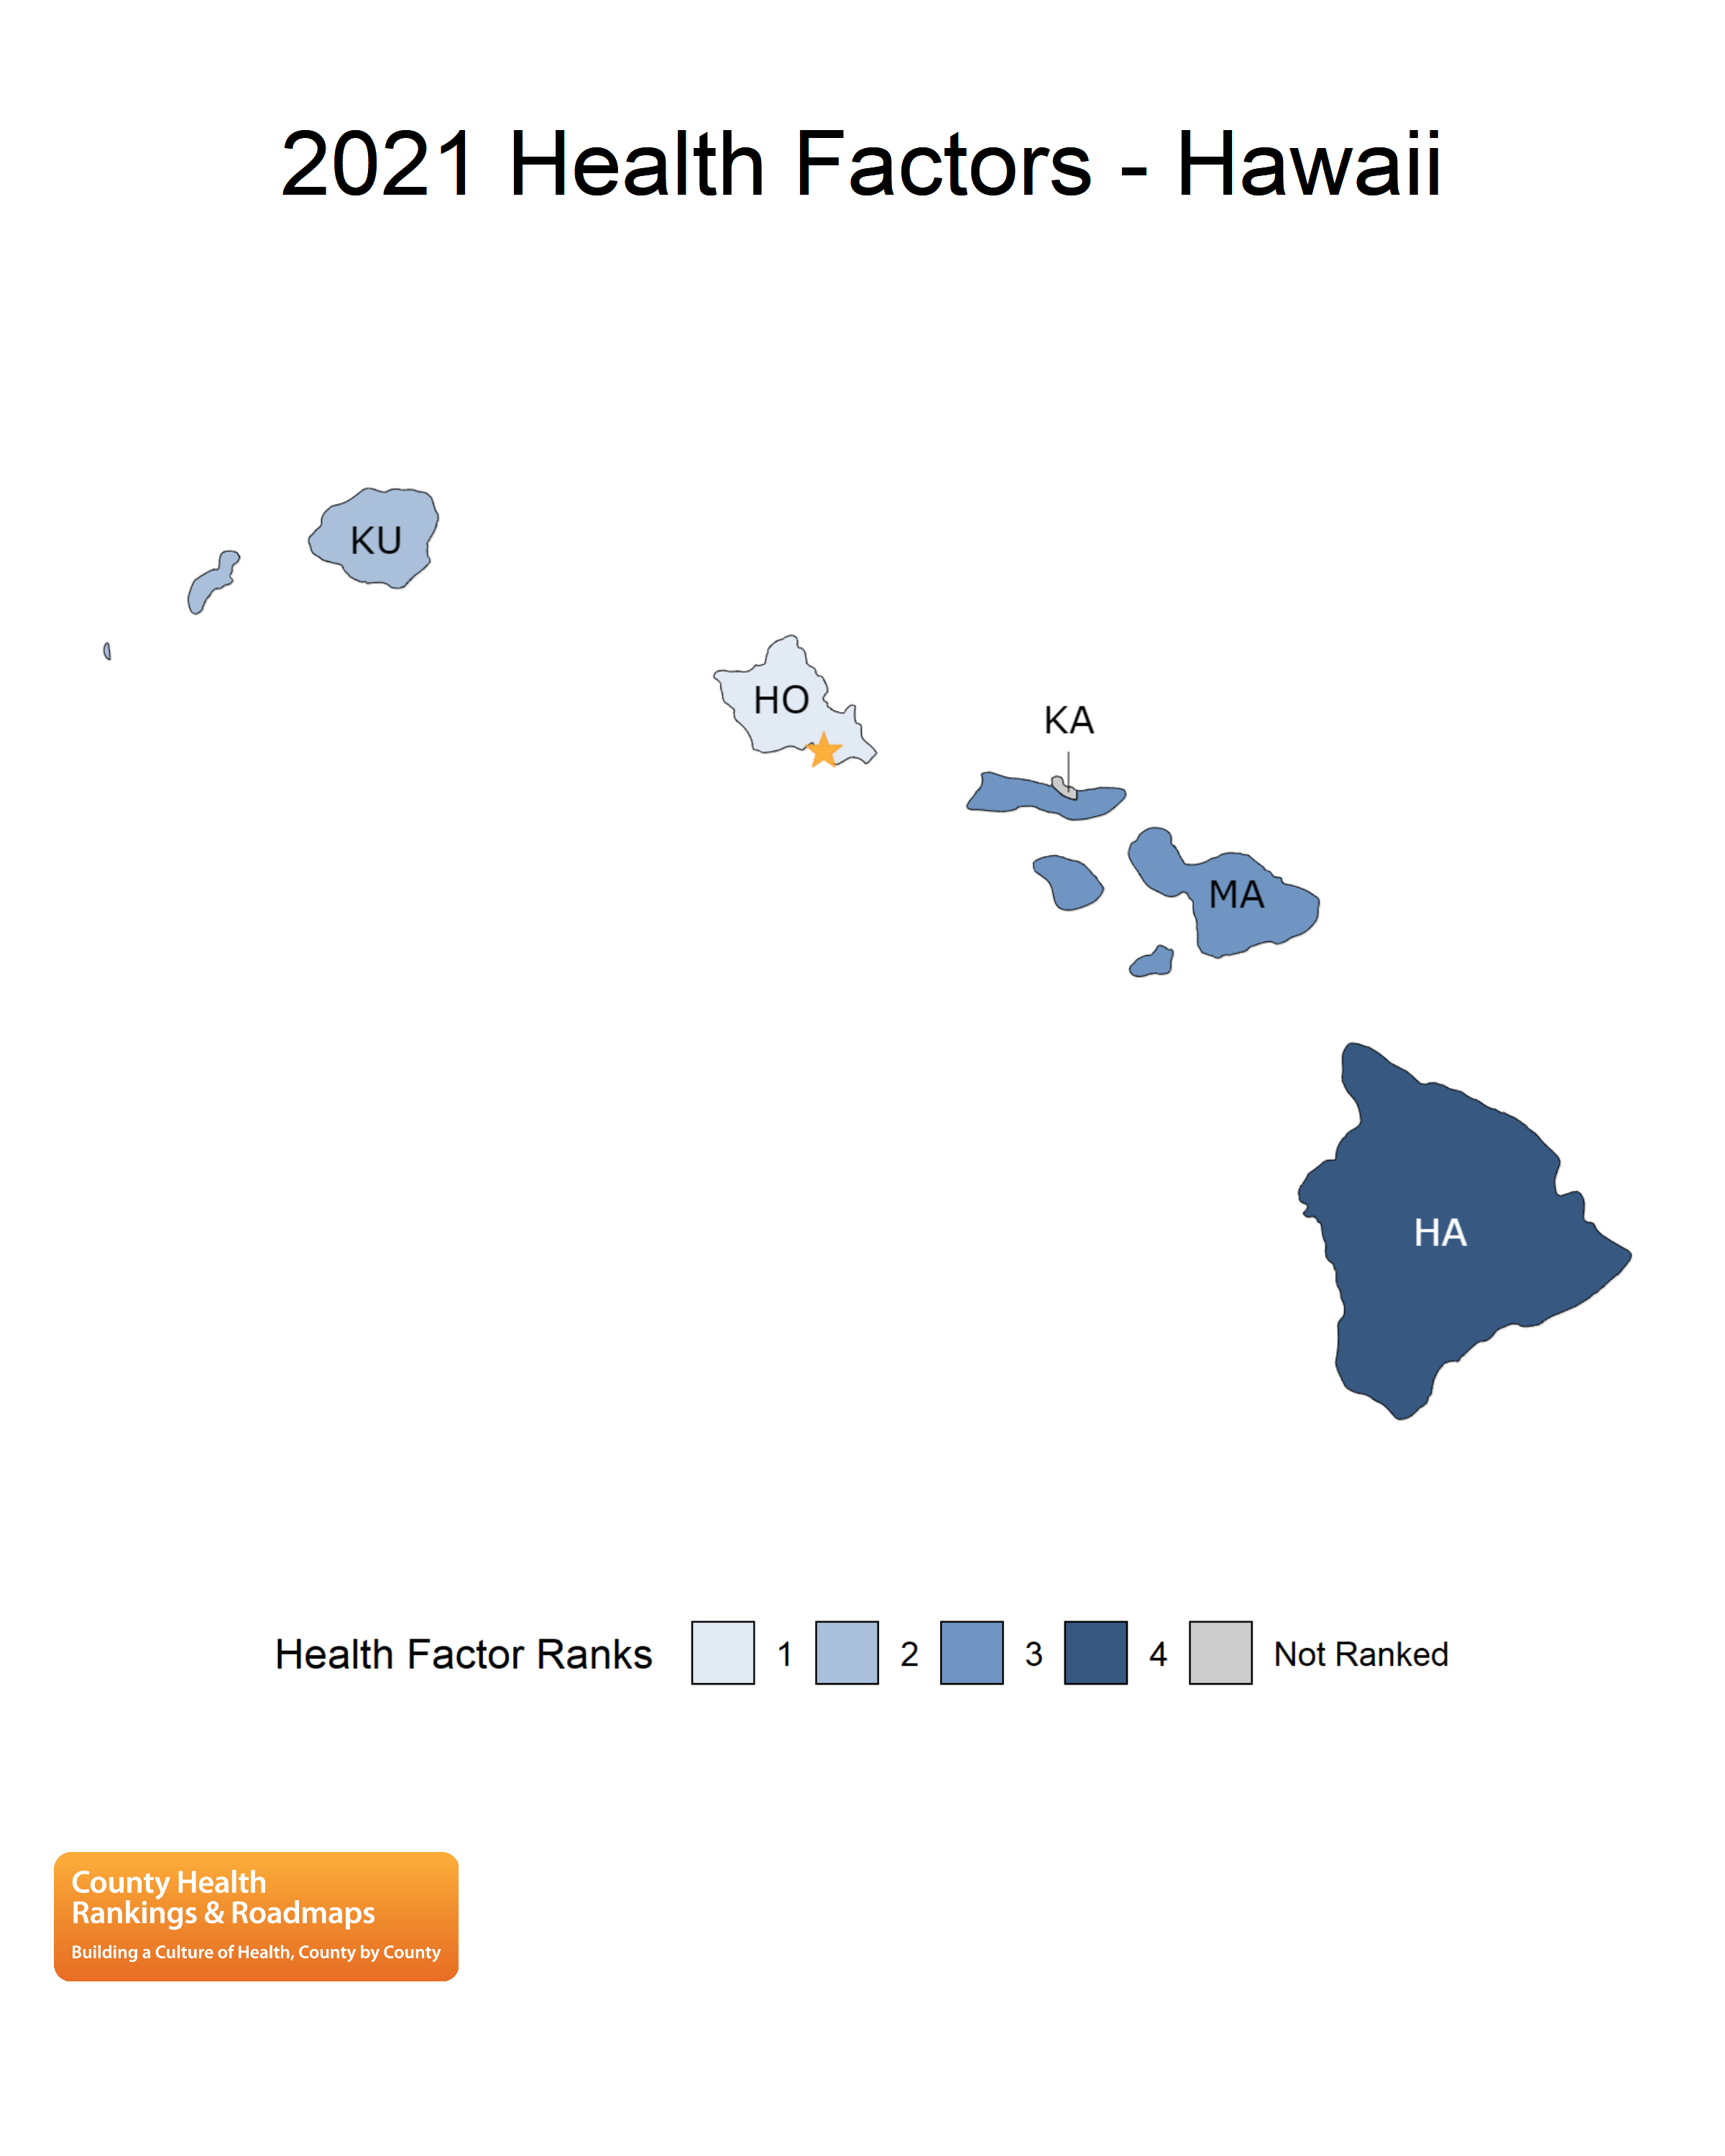 2021 Health Factors - Hawaii
KU
HO
KA
MA
HA
Health Factor Ranks 1 2 3 4 Not Ranked
County Health
Rankings & Roadmaps
Building a Culture of Health, County by County